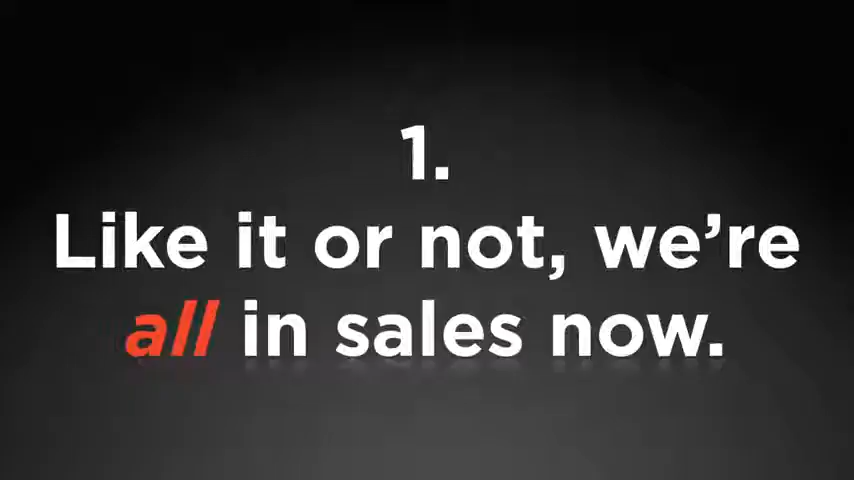 1.
Like it or not, we’re
all in sales now.